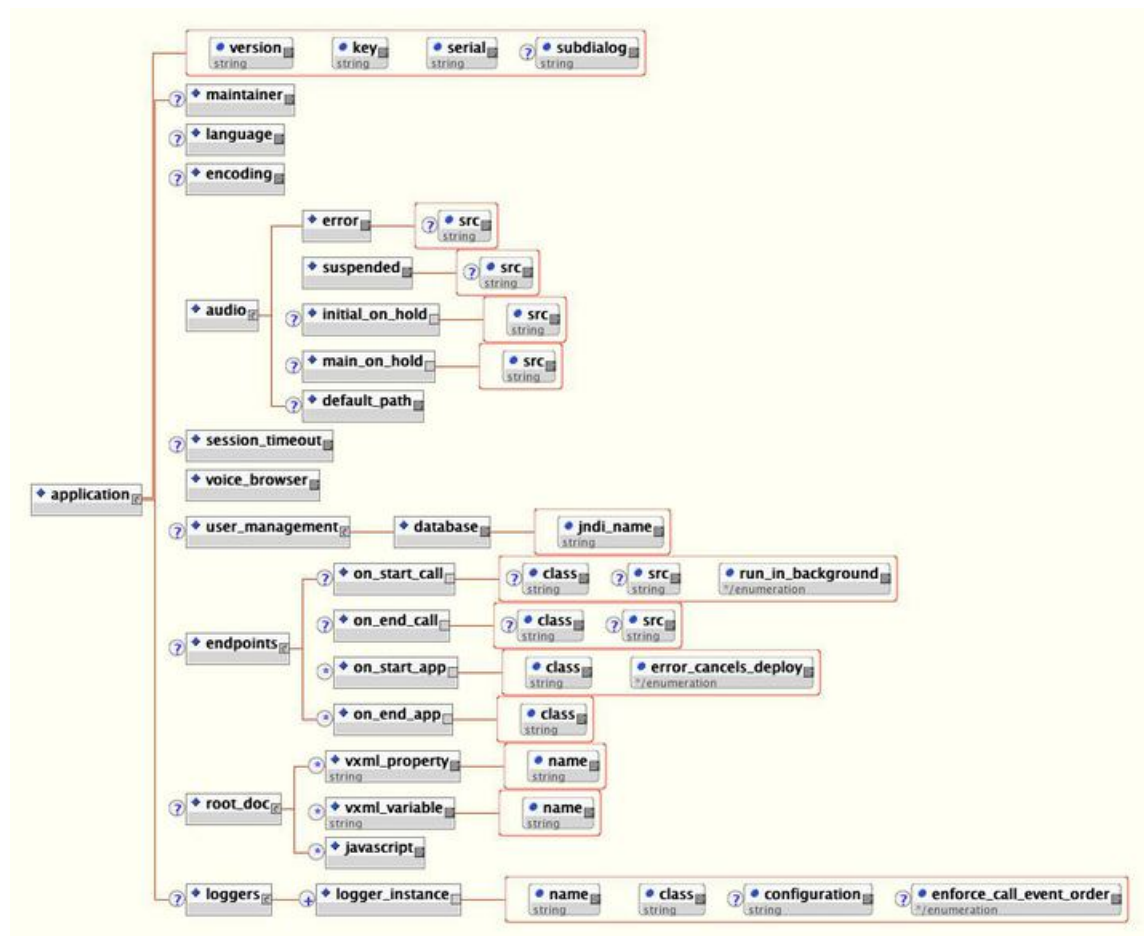 version key serial ? subdialog
string string string string
? maintainer
? language
? encoding
error ? src
string
suspended ? src
string
audio ? initial_on_hold src
string
? main_on_hold src
string
? default_path
? session_timeout
voice_browser
application
? user_management database jndi_name
string
? on_start_call ? class ? src run_in_background
string string */enumeration
? on_end_call ? class ? src
string string
? endpoints
* on_start_app class error_cancels_deploy
string */enumeration
* on_end_app class
string
* vxml_property name
string string
? root_doc * vxml_variable name
string string
* javascript
? loggers + logger_instance name class ? configuration ? enforce_call_event_order
string string string */enumeration